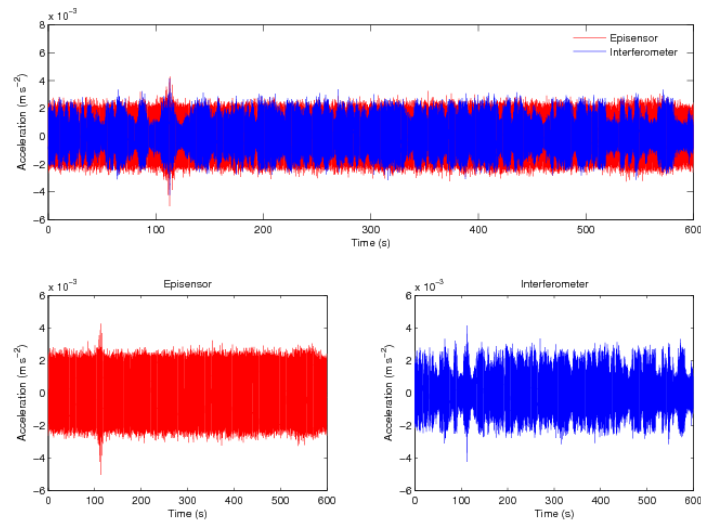 × 10⁻³
8
6
4
2
0
−2
−4
−6
Acceleration (m s⁻²)
Episensor
Interferometer
0 100 200 300 400 500 600
Time (s)
Episensor
× 10⁻³
6
4
2
0
−2
−4
−6
Acceleration (m s⁻²)
0 100 200 300 400 500 600
Time (s)
Interferometer
× 10⁻³
6
4
2
0
−2
−4
−6
Acceleration (m s⁻²)
0 100 200 300 400 500 600
Time (s)